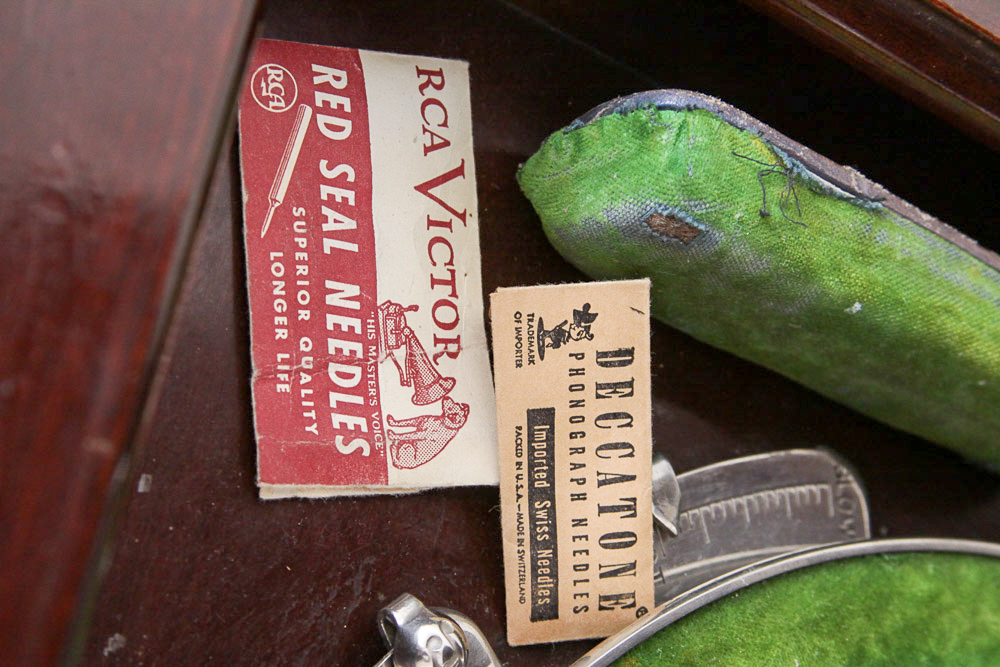 RCA VICTOR
"HIS MASTER'S VOICE"
RCA
RED SEAL NEEDLES
SUPERIOR QUALITY
LONGER LIFE
DECCATONE®
PHONOGRAPH NEEDLES
TRADEMARK
OF IMPORTER
Imported Swiss Needles
PACKED IN U.S.A.—MADE IN SWITZERLAND
SLOW